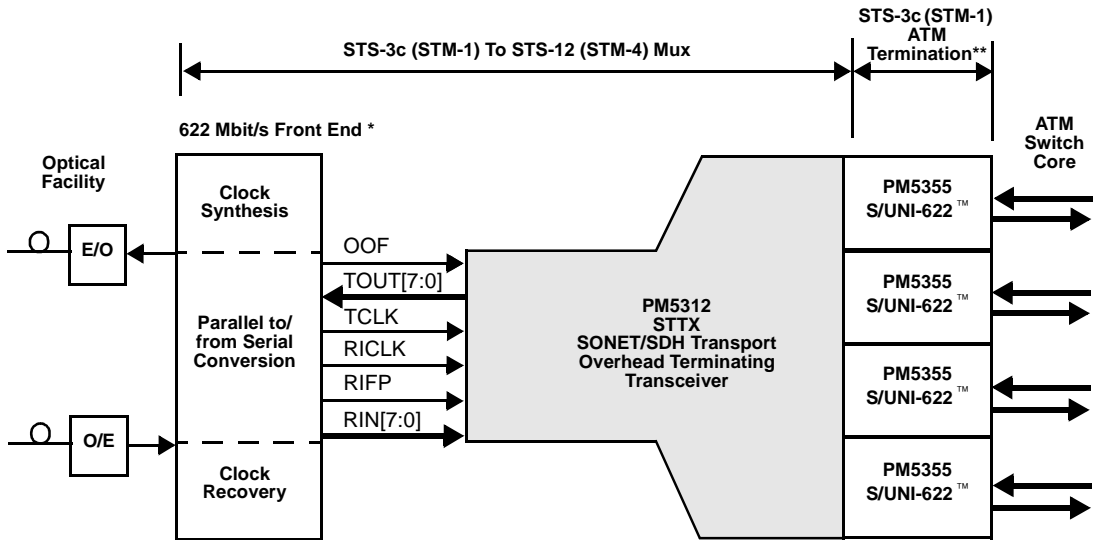 STS-3c (STM-1)
ATM
Termination**
STS-3c (STM-1) To STS-12 (STM-4) Mux
622 Mbit/s Front End *
ATM
Switch
Core
Optical
Facility
Clock
Synthesis
E/O
Parallel to/
from Serial
Conversion
O/E
Clock
Recovery
OOF
TOUT[7:0]
TCLK
RICLK
RIFP
RIN[7:0]
PM5312
STTX
SONET/SDH Transport
Overhead Terminating
Transceiver
PM5355
S/UNI-622™
PM5355
S/UNI-622™
PM5355
S/UNI-622™
PM5355
S/UNI-622™